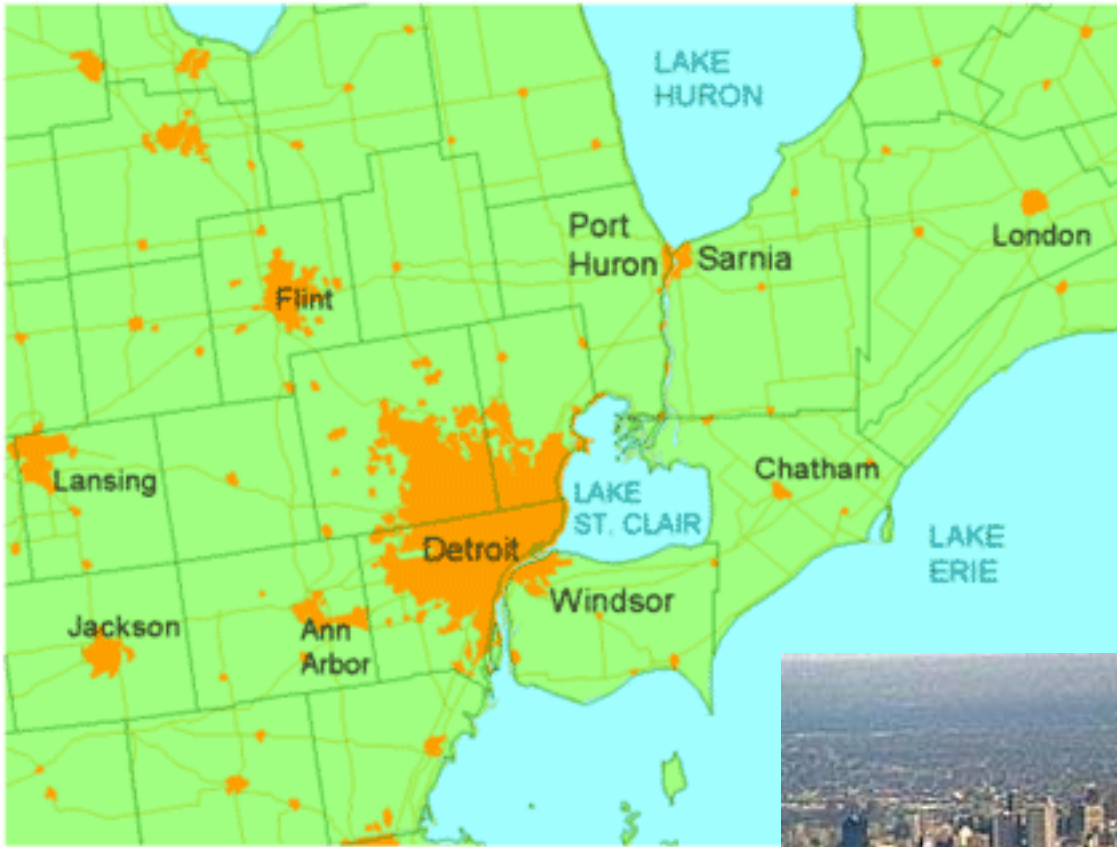 LAKE
HURON
Port
Huron
Sarnia
London
Flint
Lansing
Chatham
LAKE
ST. CLAIR
Detroit
LAKE
ERIE
Windsor
Jackson
Ann
Arbor